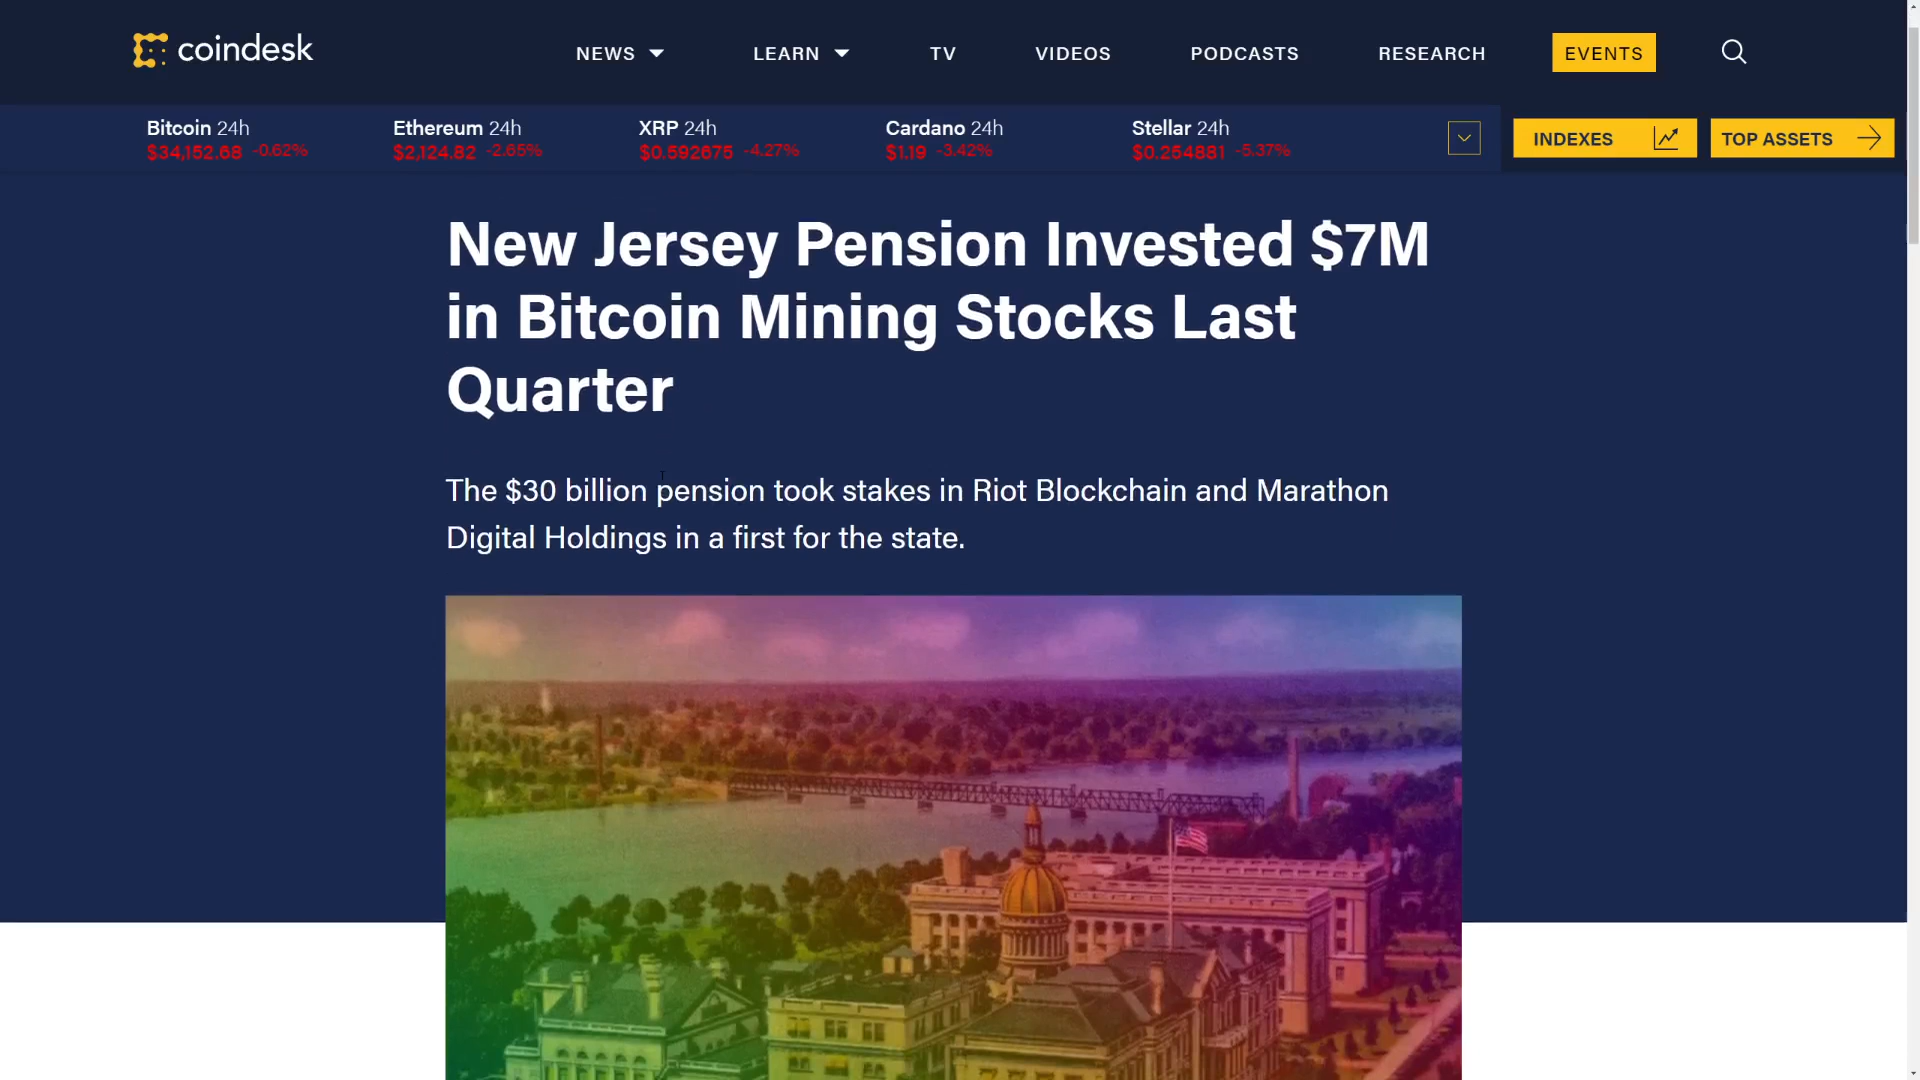 coindesk
NEWS LEARN TV VIDEOS PODCASTS RESEARCH EVENTS
Bitcoin 24h Ethereum 24h XRP 24h Cardano 24h Stellar 24h
$34,152.68 -0.62% $2,124.82 -2.65% $0.592675 -4.27% $1.19 -3.42% $0.254881 -5.37%
INDEXES TOP ASSETS
New Jersey Pension Invested $7M
in Bitcoin Mining Stocks Last
Quarter
The $30 billion pension took stakes in Riot Blockchain and Marathon
Digital Holdings in a first for the state.